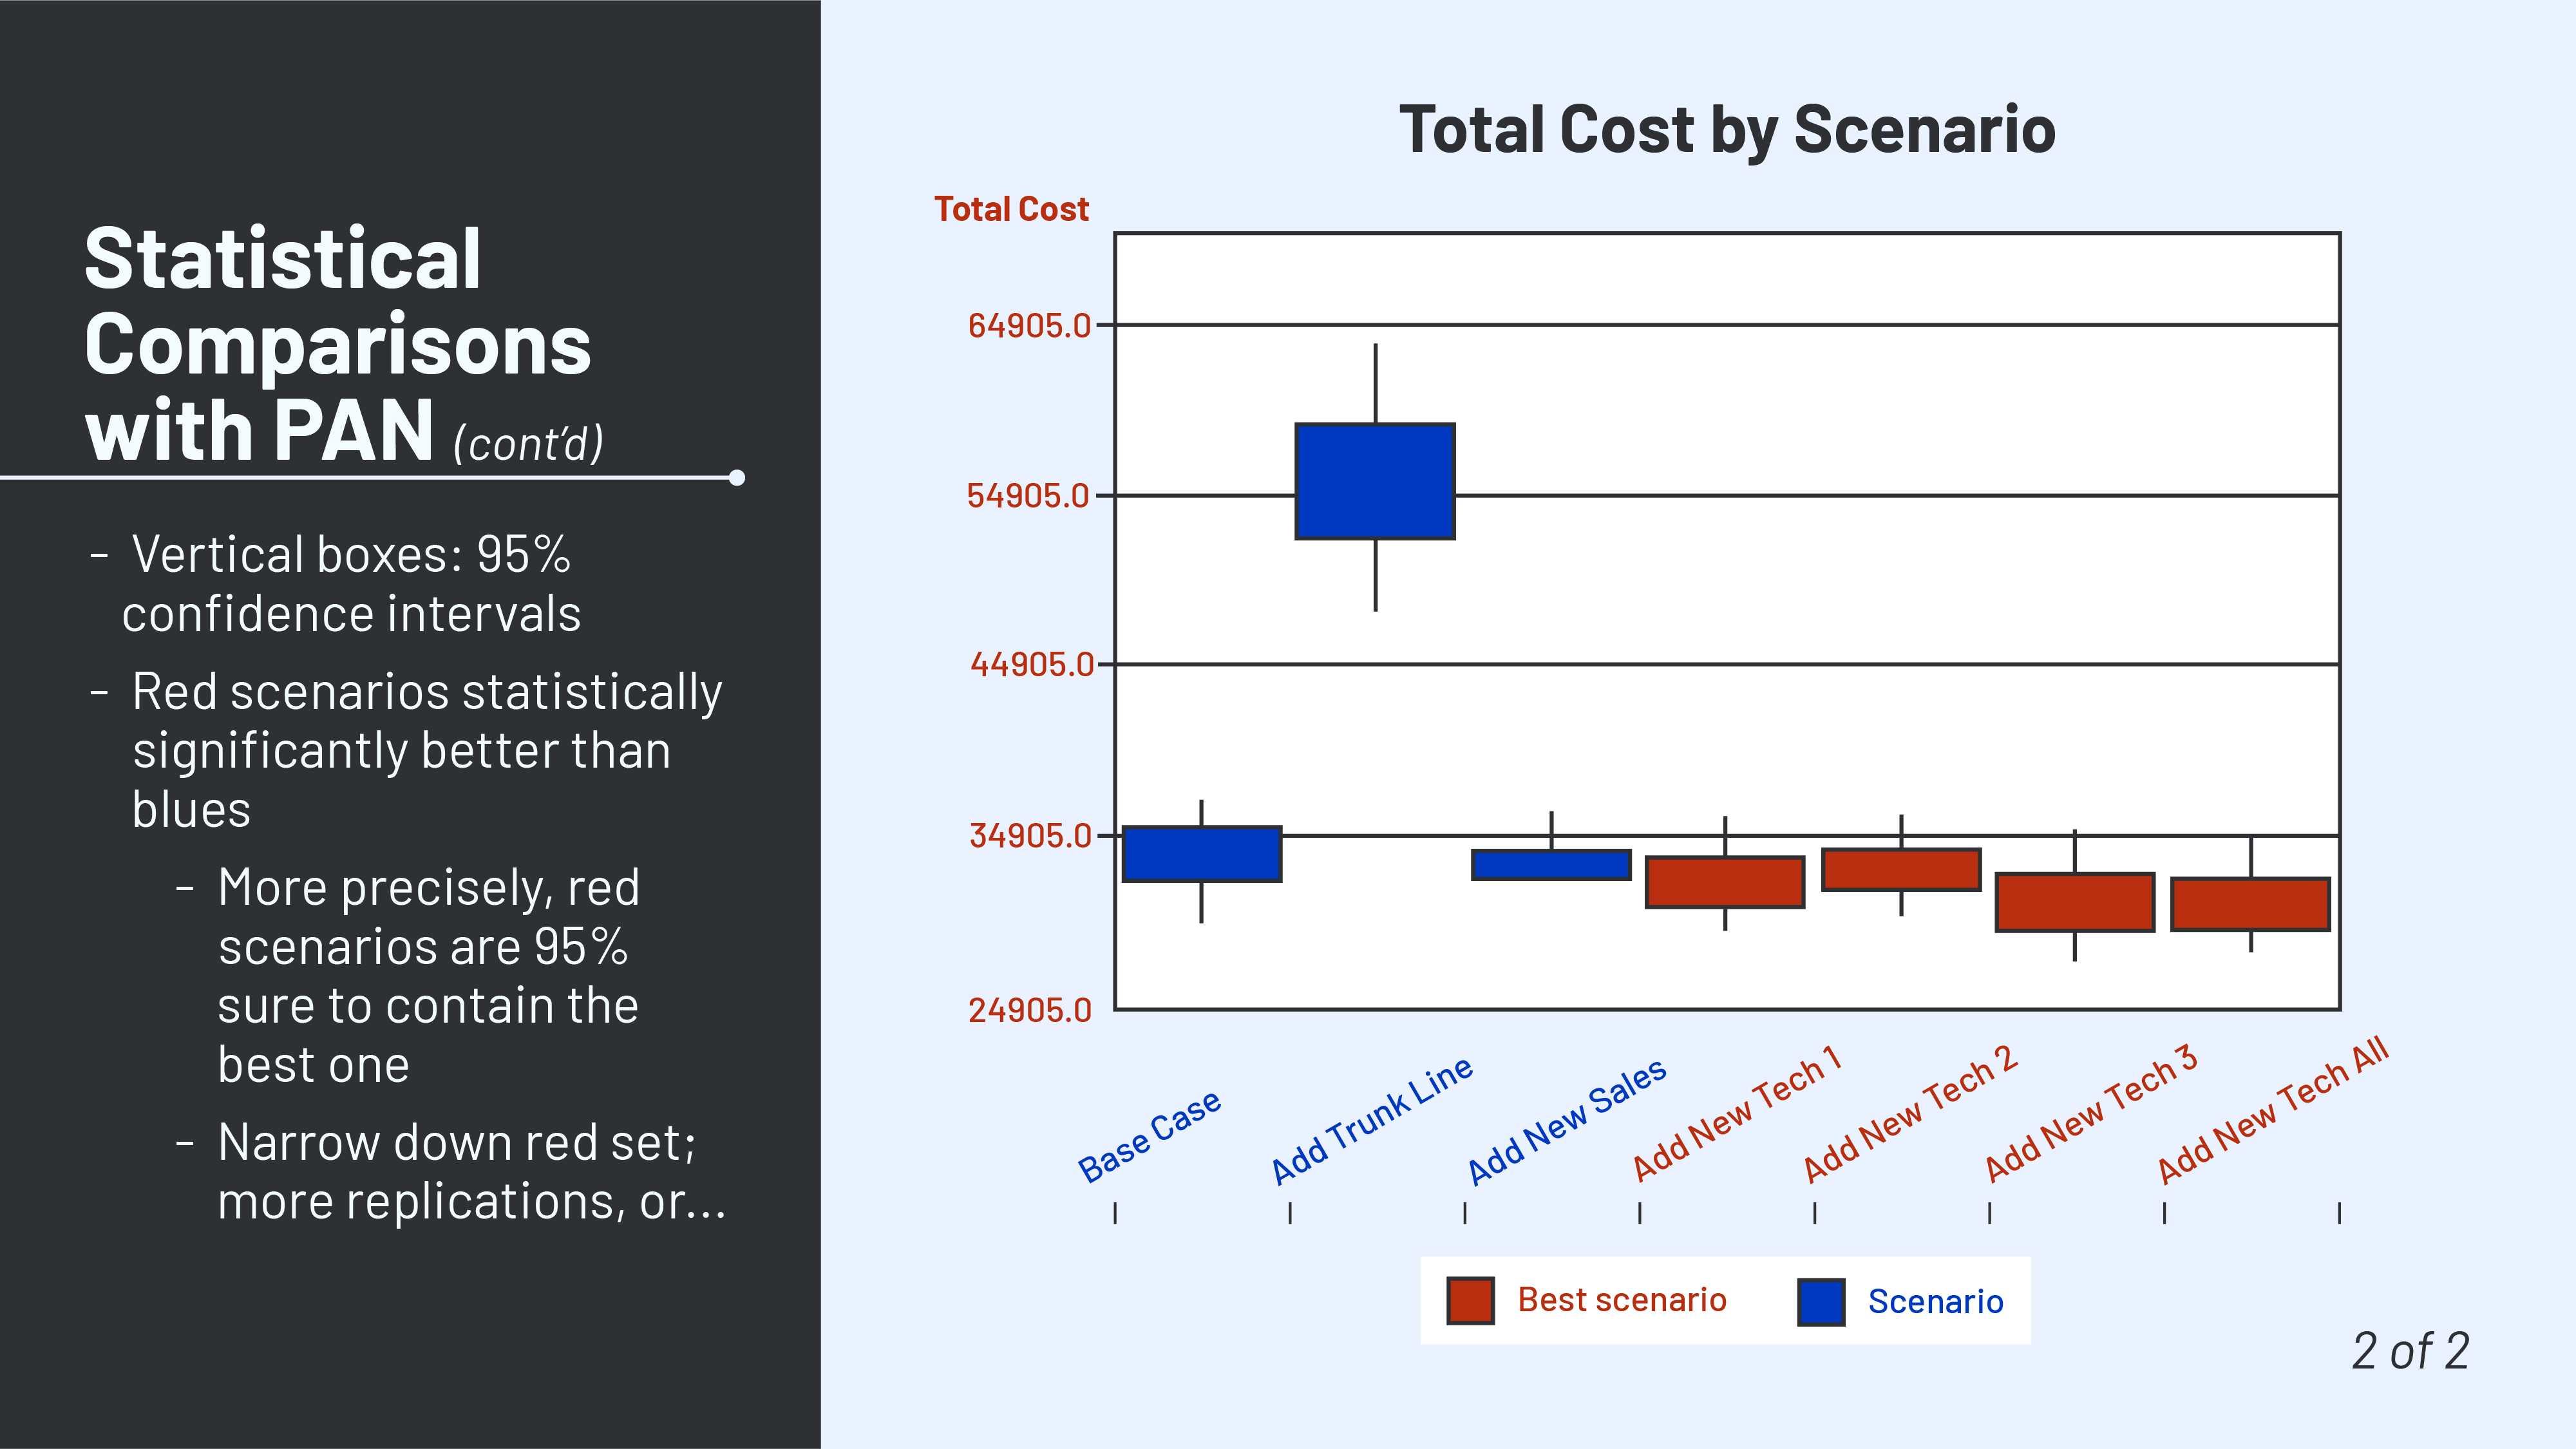 Statistical
Comparisons
with PAN (cont'd)
- Vertical boxes: 95%
confidence intervals
- Red scenarios statistically
significantly better than
blues
- More precisely, red
scenarios are 95%
sure to contain the
best one
- Narrow down red set;
more replications, or...
Total Cost by Scenario
Total Cost
64905.0
54905.0
44905.0
34905.0
24905.0
Base Case
Add Trunk Line
Add New Sales
Add New Tech 1
Add New Tech 2
Add New Tech 3
Add New Tech All
Best scenario
Scenario
2 of 2